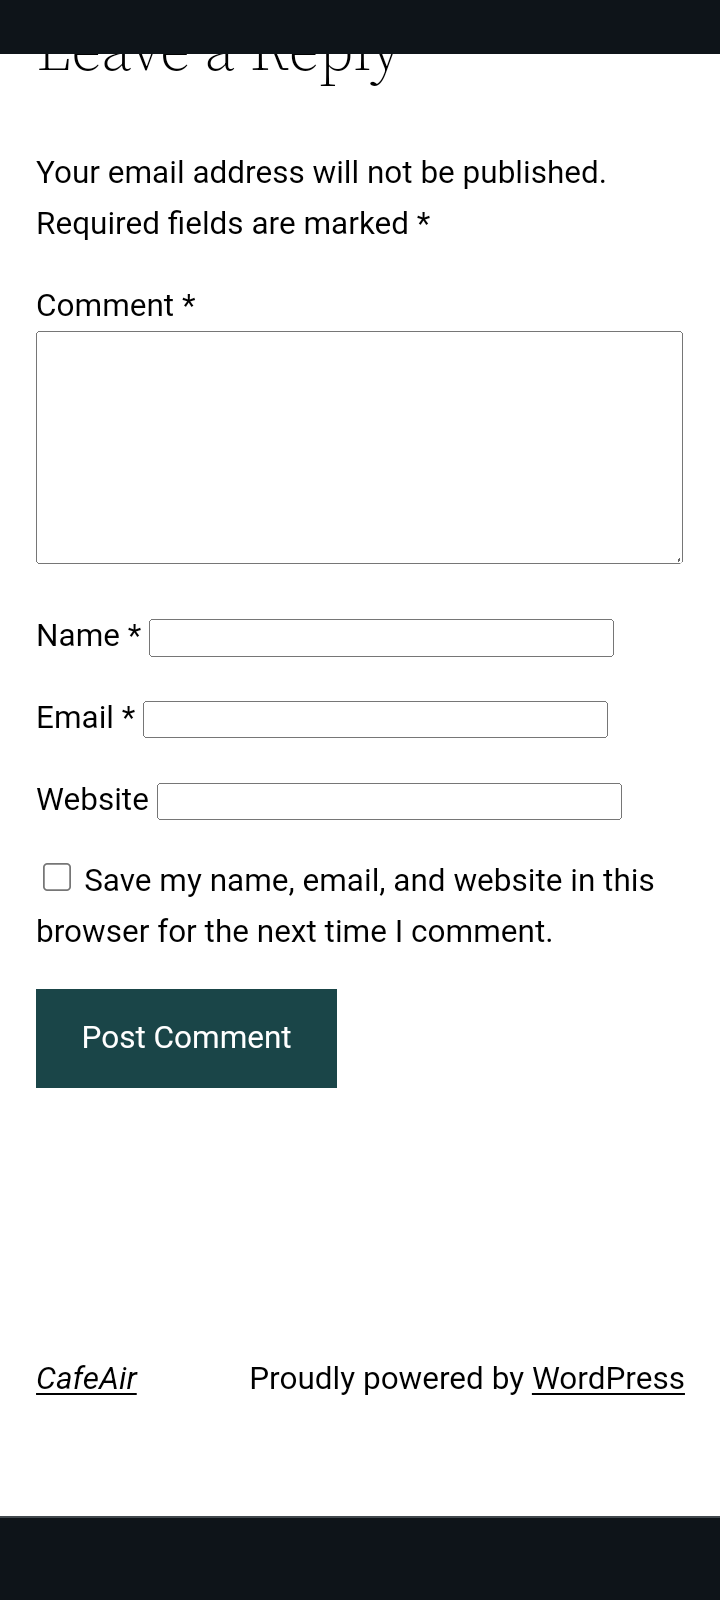 Leave a Reply
Your email address will not be published.
Required fields are marked *
Comment *
Name *
Email *
Website
Save my name, email, and website in this
browser for the next time I comment.
Post Comment
CafeAir Proudly powered by WordPress